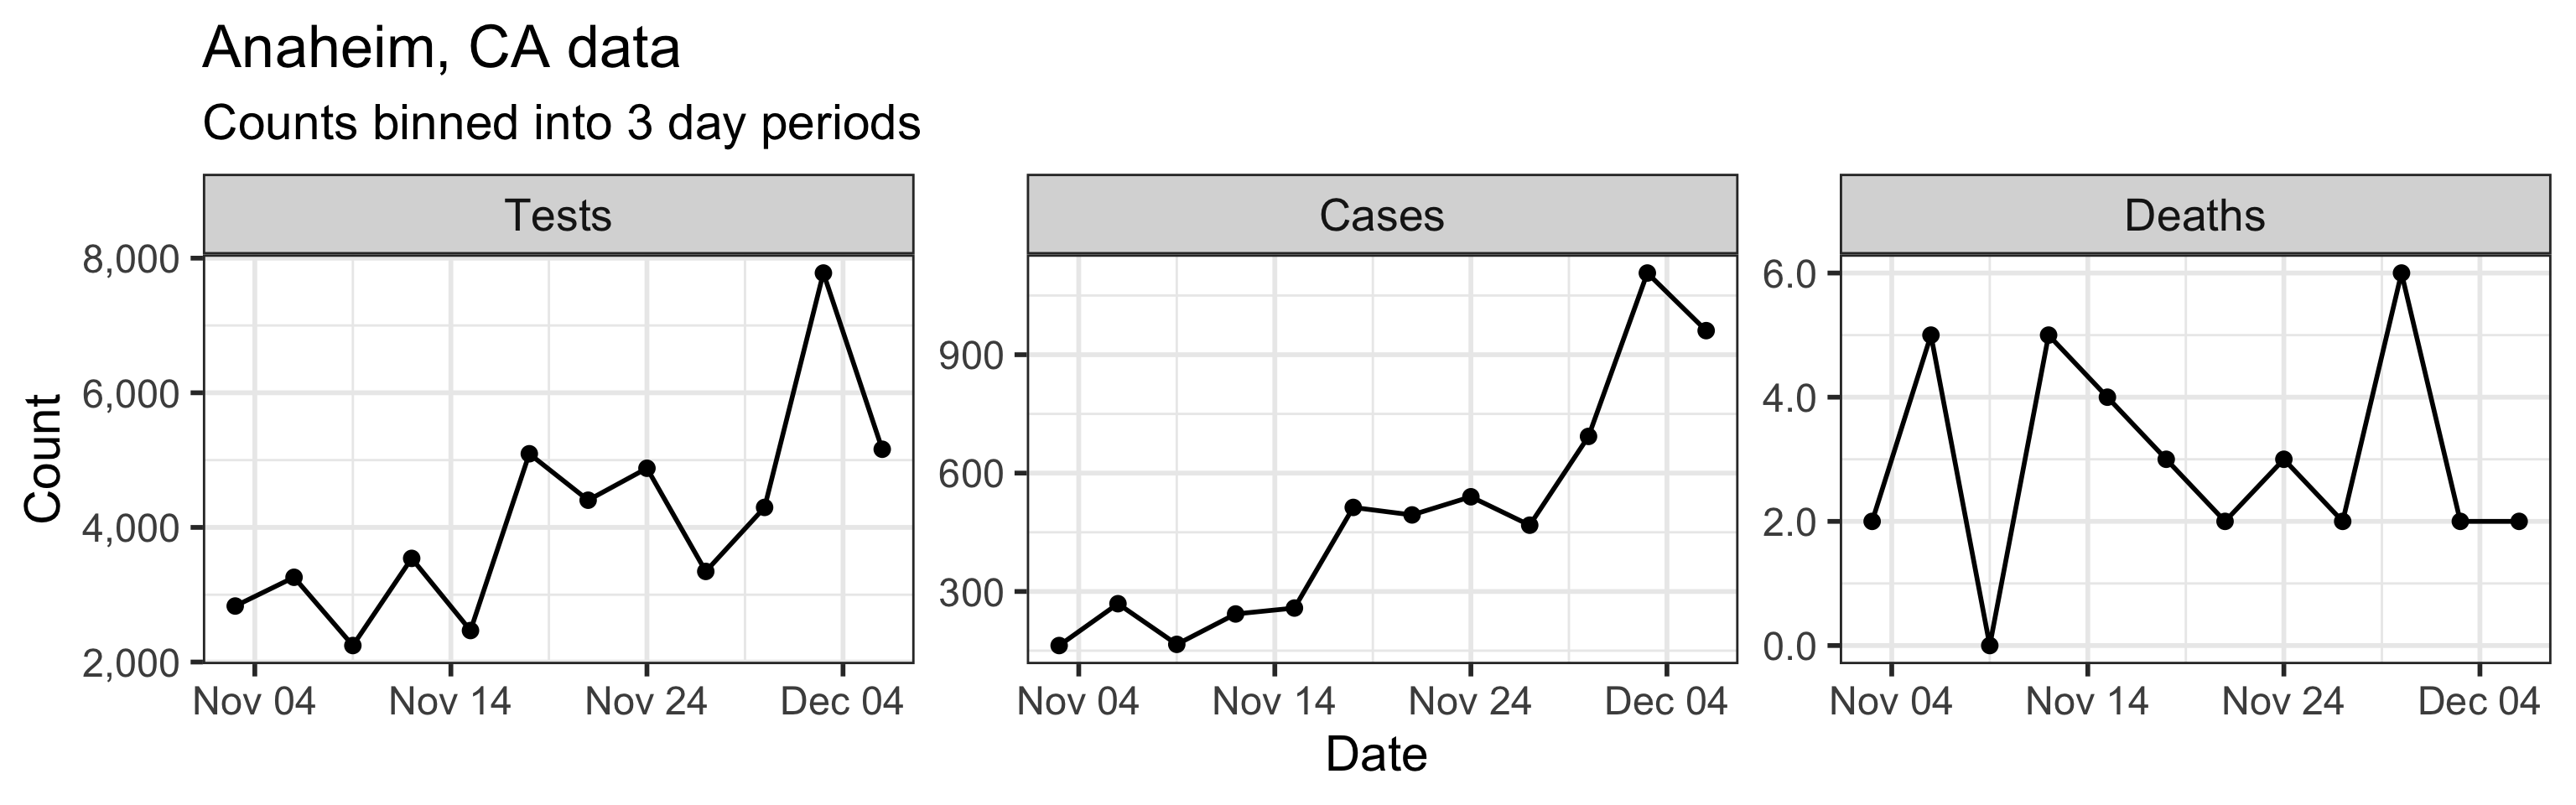 Anaheim, CA data
Counts binned into 3 day periods
Tests
Cases
Deaths
Count
8,000
6,000
4,000
2,000
900
600
300
6.0
4.0
2.0
0.0
Nov 04 Nov 14 Nov 24 Dec 04
Nov 04 Nov 14 Nov 24 Dec 04
Nov 04 Nov 14 Nov 24 Dec 04
Date